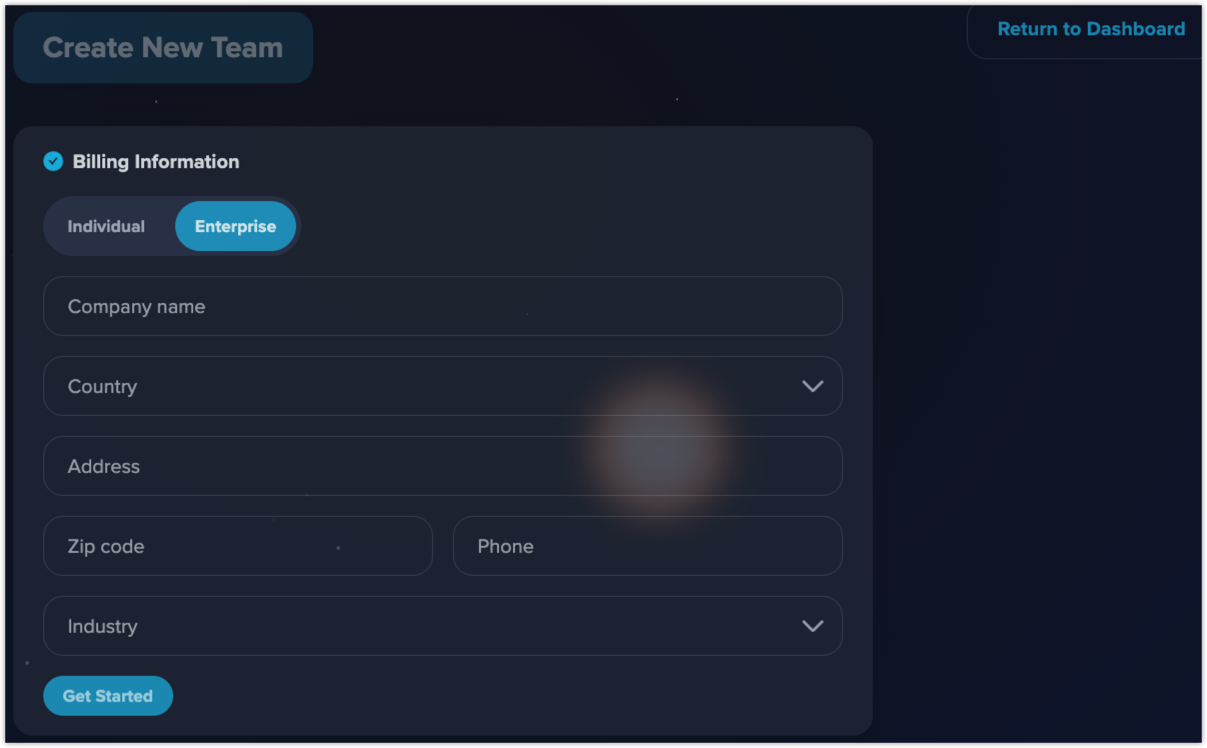 Create New Team
Return to Dashboard
Billing Information
Individual Enterprise
Company name
Country
Address
Zip code Phone
Industry
Get Started